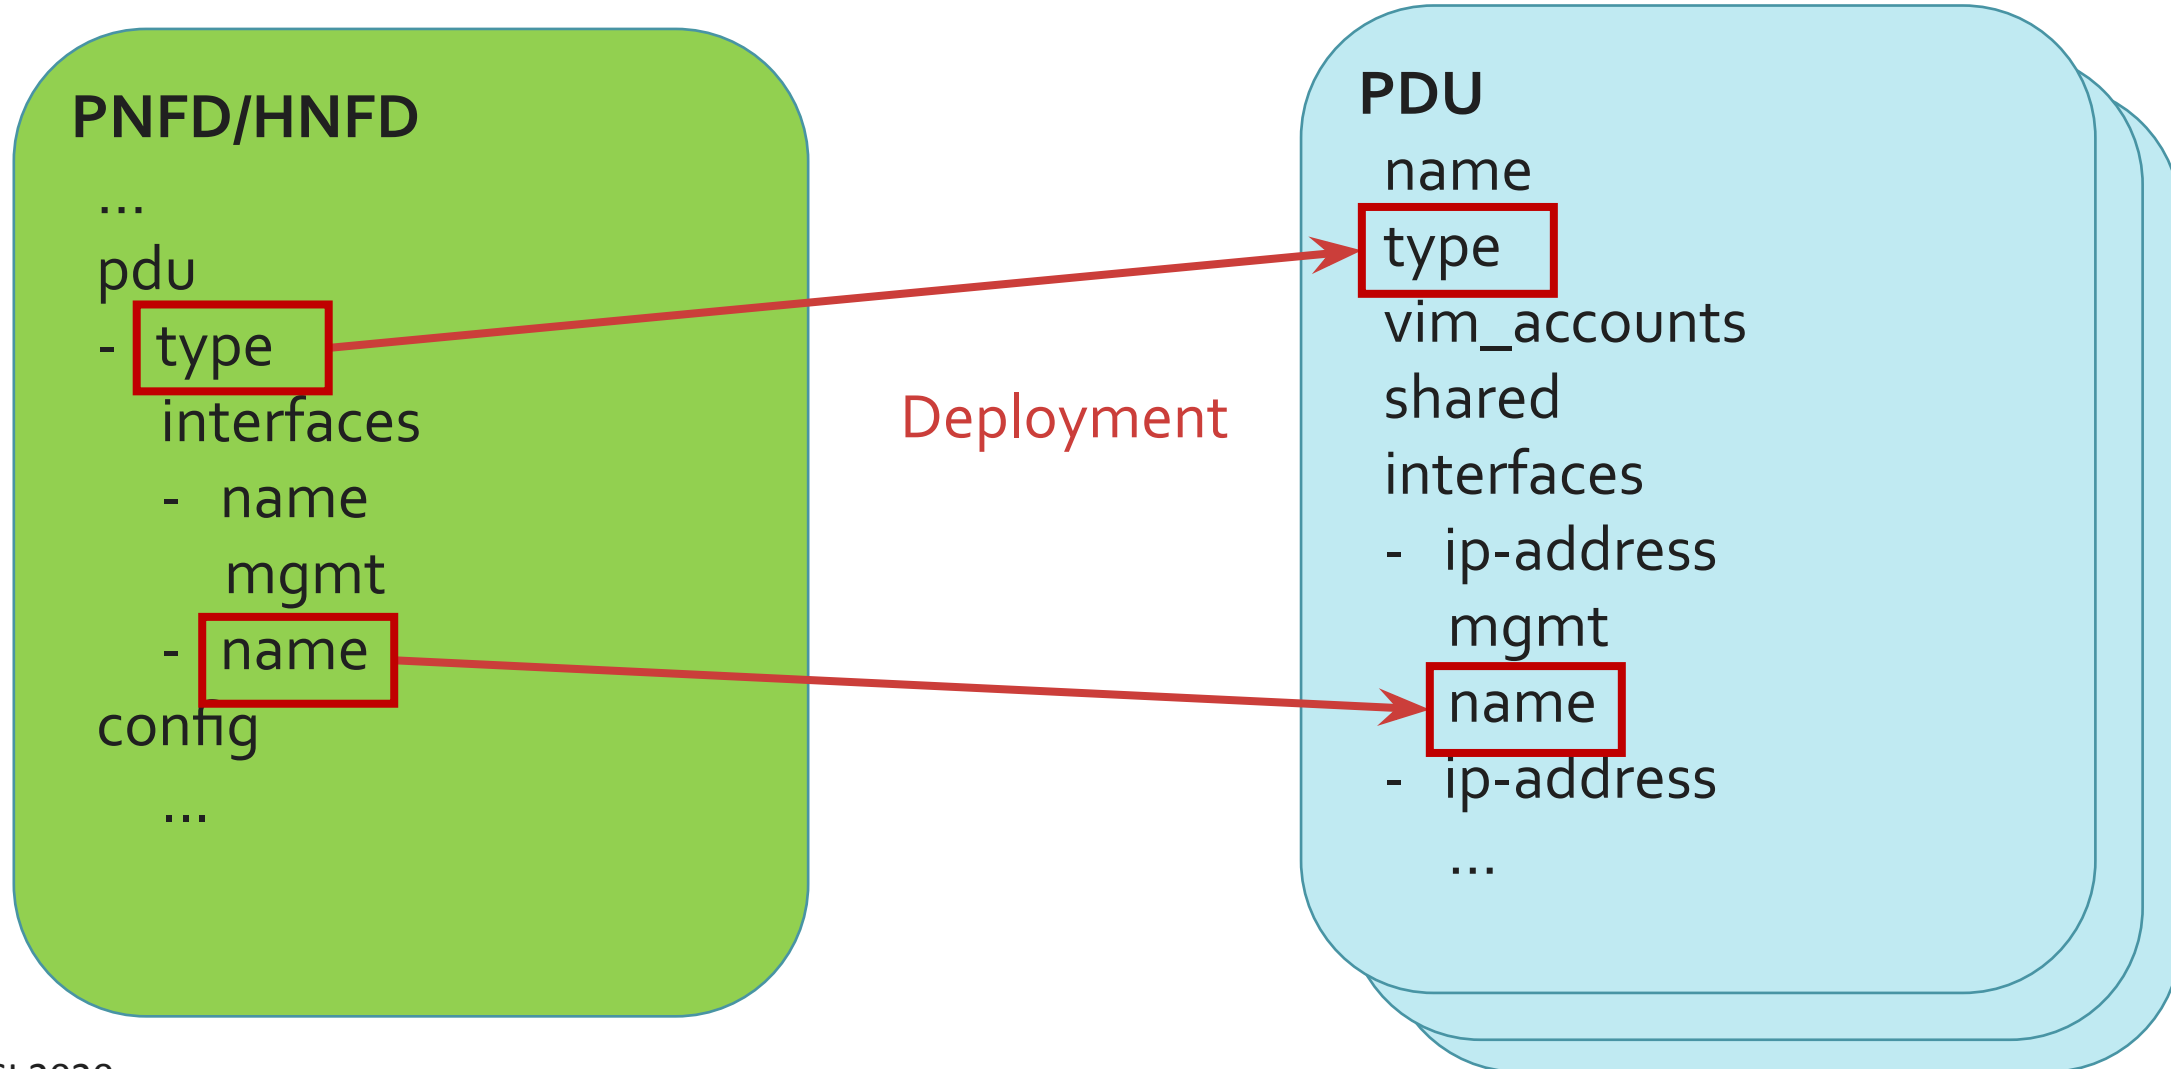 PNFD/HNFD
...
pdu
- type
interfaces
- name
mgmt
- name
config
...
Deployment
PDU
name
type
vim_accounts
shared
interfaces
- ip-address
mgmt
name
- ip-address
...
2020